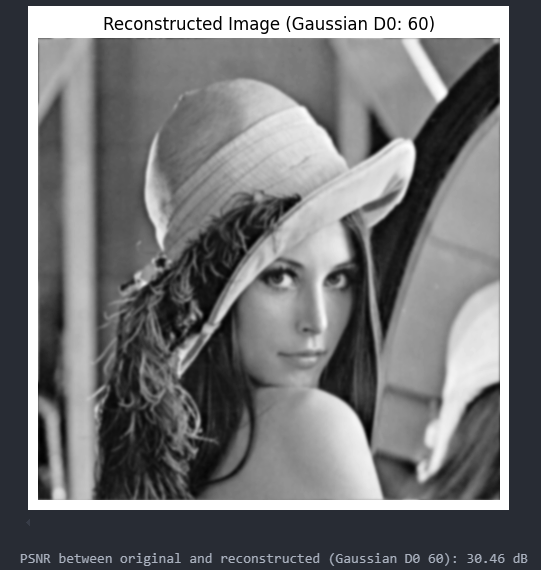 Reconstructed Image (Gaussian D0: 60)
PSNR between original and reconstructed (Gaussian D0 60): 30.46 dB